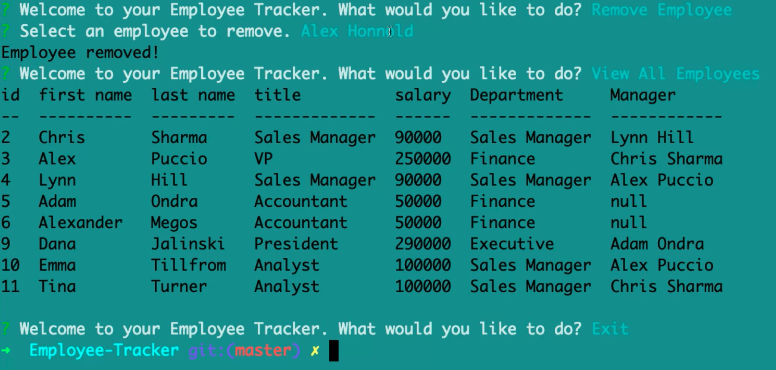 ? Welcome to your Employee Tracker. What would you like to do? Remove Employee
? Select an employee to remove. Alex Honnold
Employee removed!
? Welcome to your Employee Tracker. What would you like to do? View All Employees
id  first name  last name  title          salary  Department     Manager
--  ----------  ---------  -------------  ------  -------------  ------------
2   Chris       Sharma     Sales Manager  90000   Sales Manager  Lynn Hill
3   Alex        Puccio     VP             250000  Finance        Chris Sharma
4   Lynn        Hill       Sales Manager  90000   Sales Manager  Alex Puccio
5   Adam        Ondra      Accountant     50000   Finance        null
6   Alexander   Megos      Accountant     50000   Finance        null
9   Dana        Jalinski   President      290000  Executive      Adam Ondra
10  Emma        Tillfrom   Analyst        100000  Sales Manager  Alex Puccio
11  Tina        Turner     Analyst        100000  Sales Manager  Chris Sharma
? Welcome to your Employee Tracker. What would you like to do? Exit
➜  Employee-Tracker git:(master) ✗